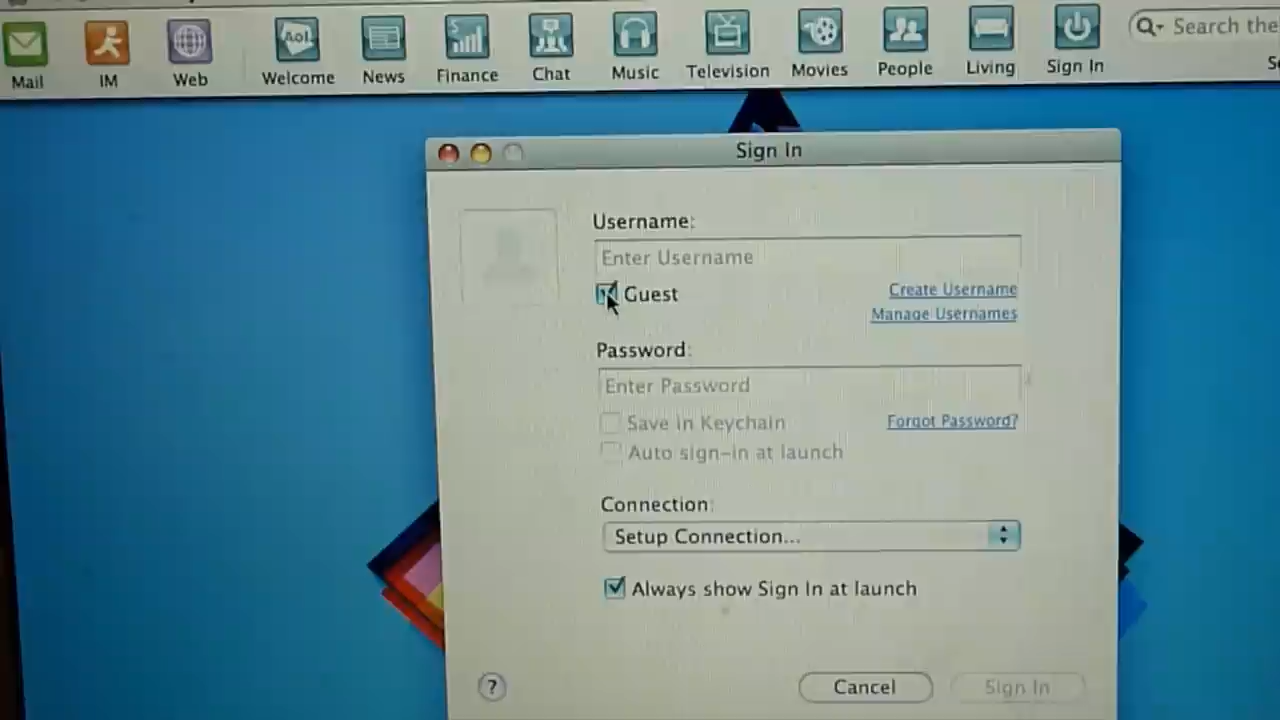 Mail IM Web Welcome News Finance Chat Music Television Movies People Living Sign In Search the
AOL
$
Sign In
Username:
Enter Username
Guest
Create Username
Manage Usernames
Password:
Enter Password
Save in Keychain
Forgot Password?
Auto sign-in at launch
Connection:
Setup Connection...
Always show Sign In at launch
? Cancel Sign In